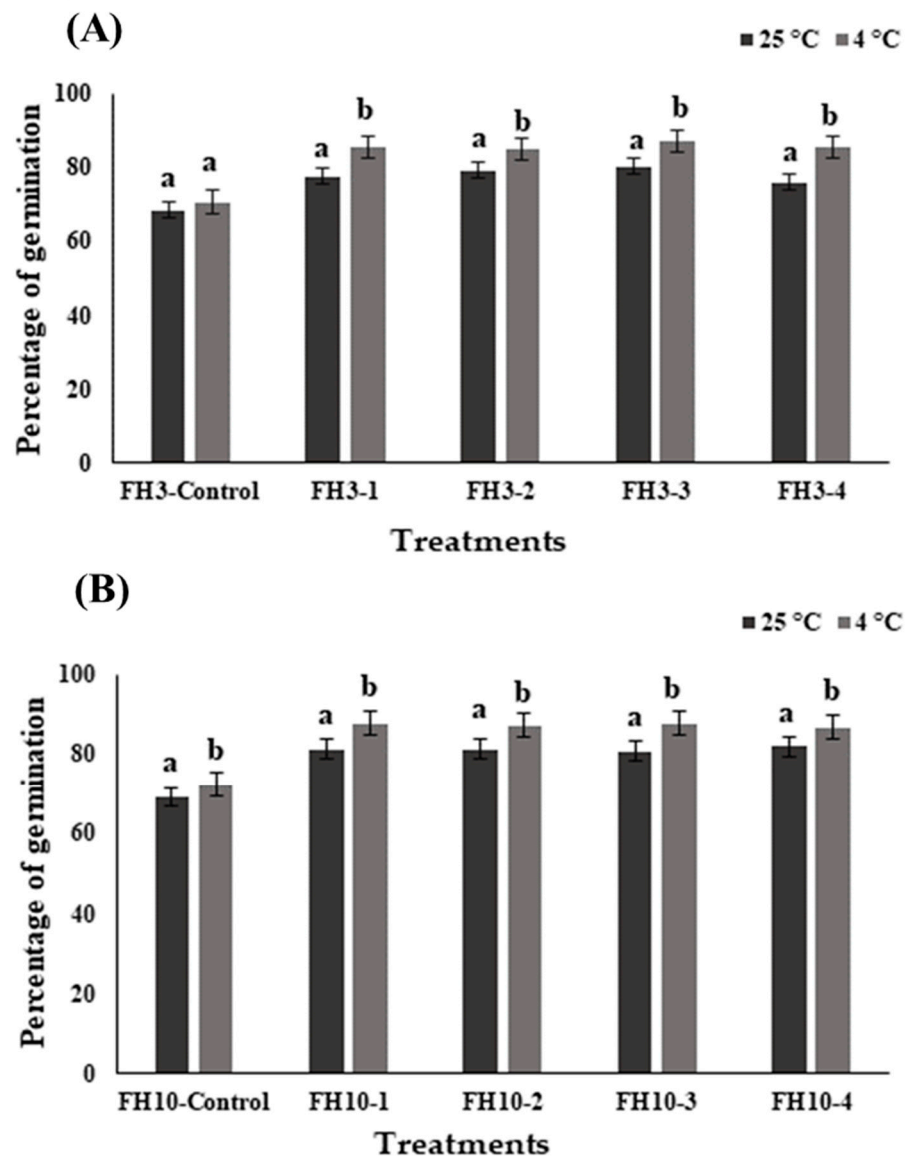 (A)
25 °C 4 °C
Percentage of germination
100
80
60
40
20
0
a a a b a b a b a b
FH3-Control FH3-1 FH3-2 FH3-3 FH3-4
Treatments
(B)
25 °C 4 °C
Percentage of germination
100
80
60
40
20
0
a b a b a b a b a b
FH10-Control FH10-1 FH10-2 FH10-3 FH10-4
Treatments